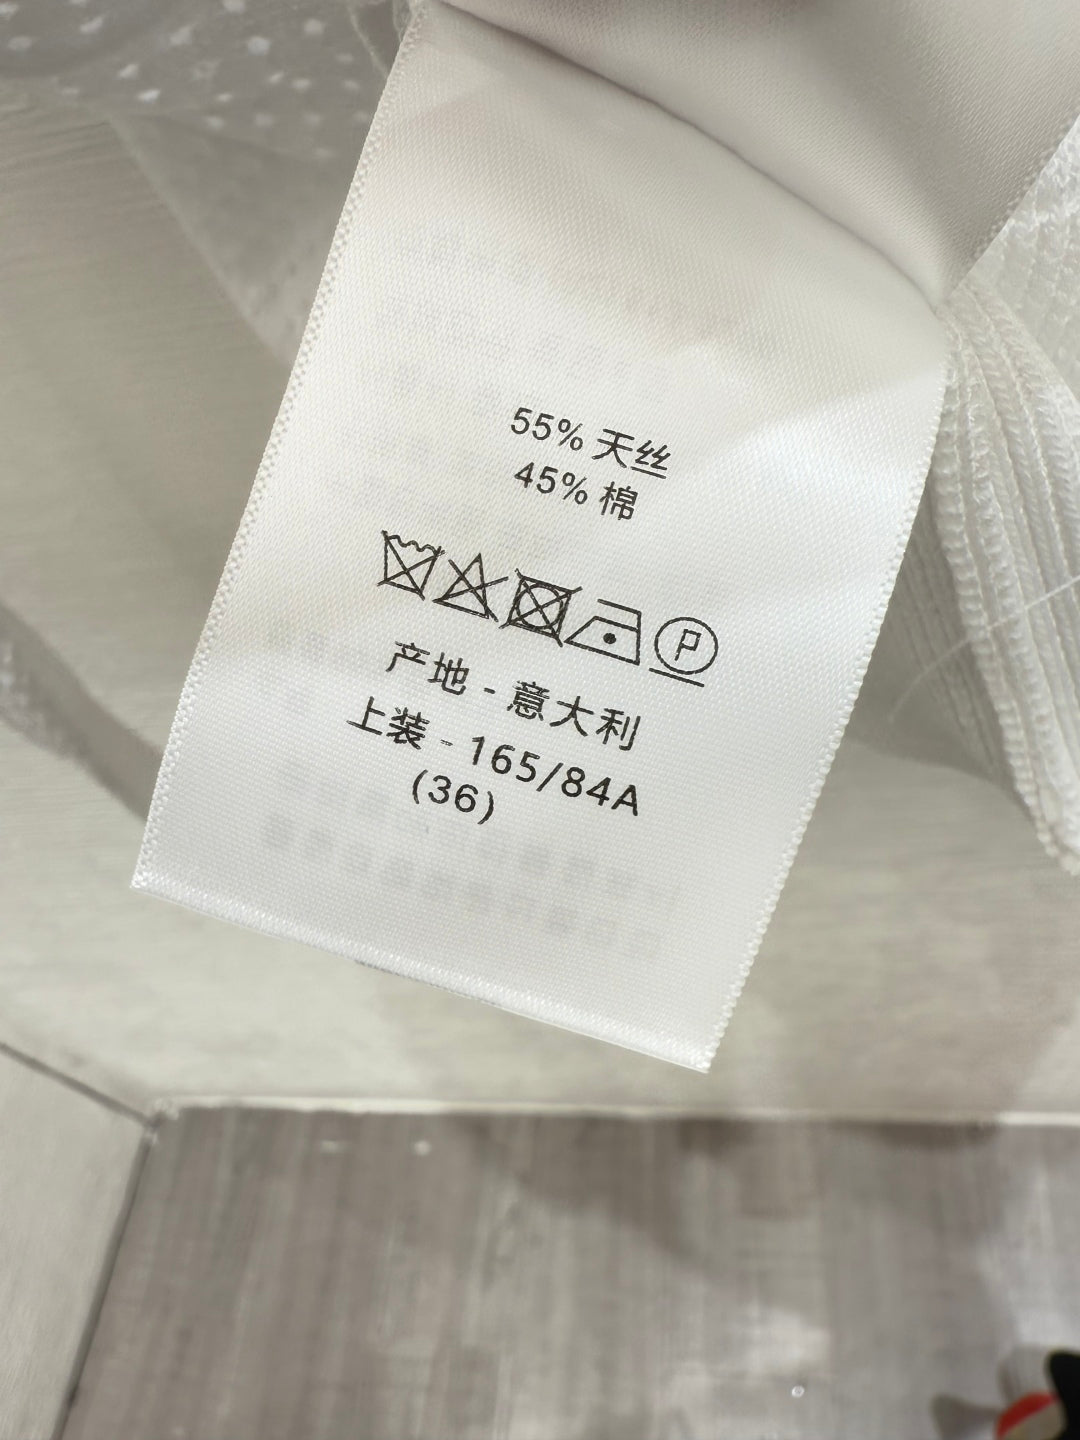 55% 天丝
45% 棉
P
产地 - 意大利
上装 - 165/84A
(36)